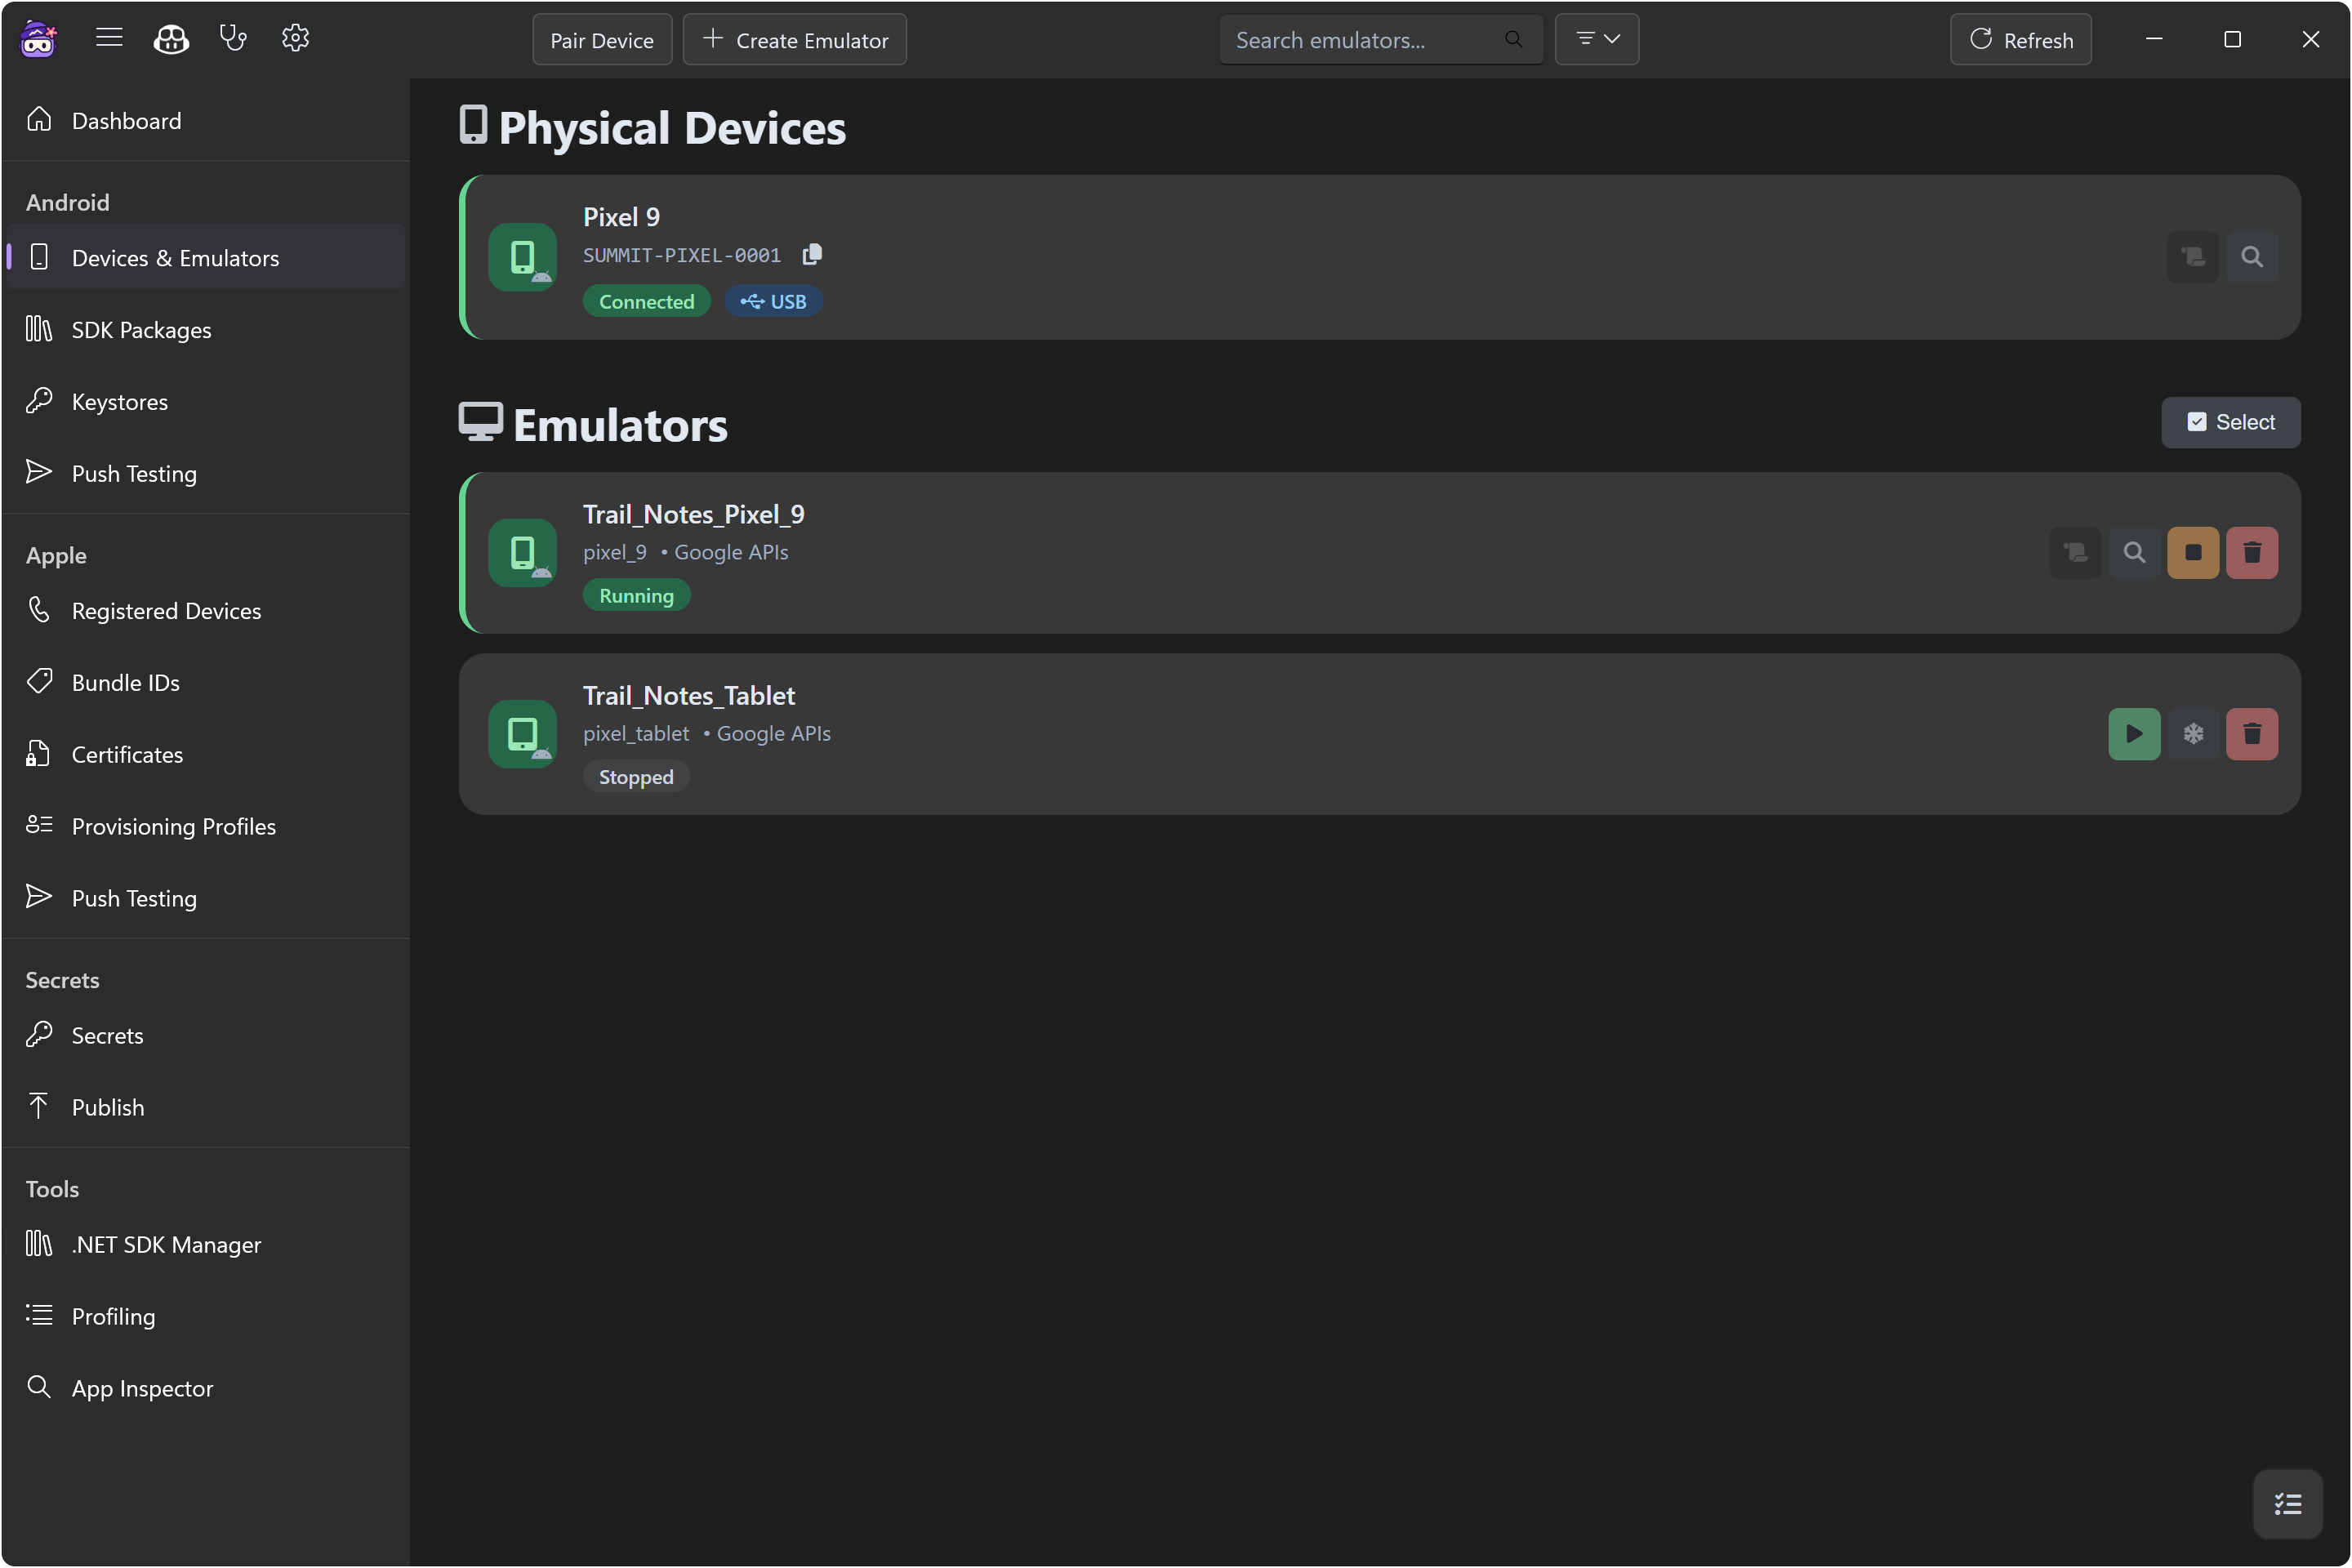 Pair Device
Create Emulator
Search emulators...
Refresh
Dashboard
Android
Devices & Emulators
SDK Packages
Keystores
Push Testing
Apple
Registered Devices
Bundle IDs
Certificates
Provisioning Profiles
Push Testing
Secrets
Secrets
Publish
Tools
.NET SDK Manager
Profiling
App Inspector
Physical Devices
Pixel 9
SUMMIT-PIXEL-0001
Connected USB
Emulators
Select
Trail_Notes_Pixel_9
pixel_9 • Google APIs
Running
Trail_Notes_Tablet
pixel_tablet • Google APIs
Stopped